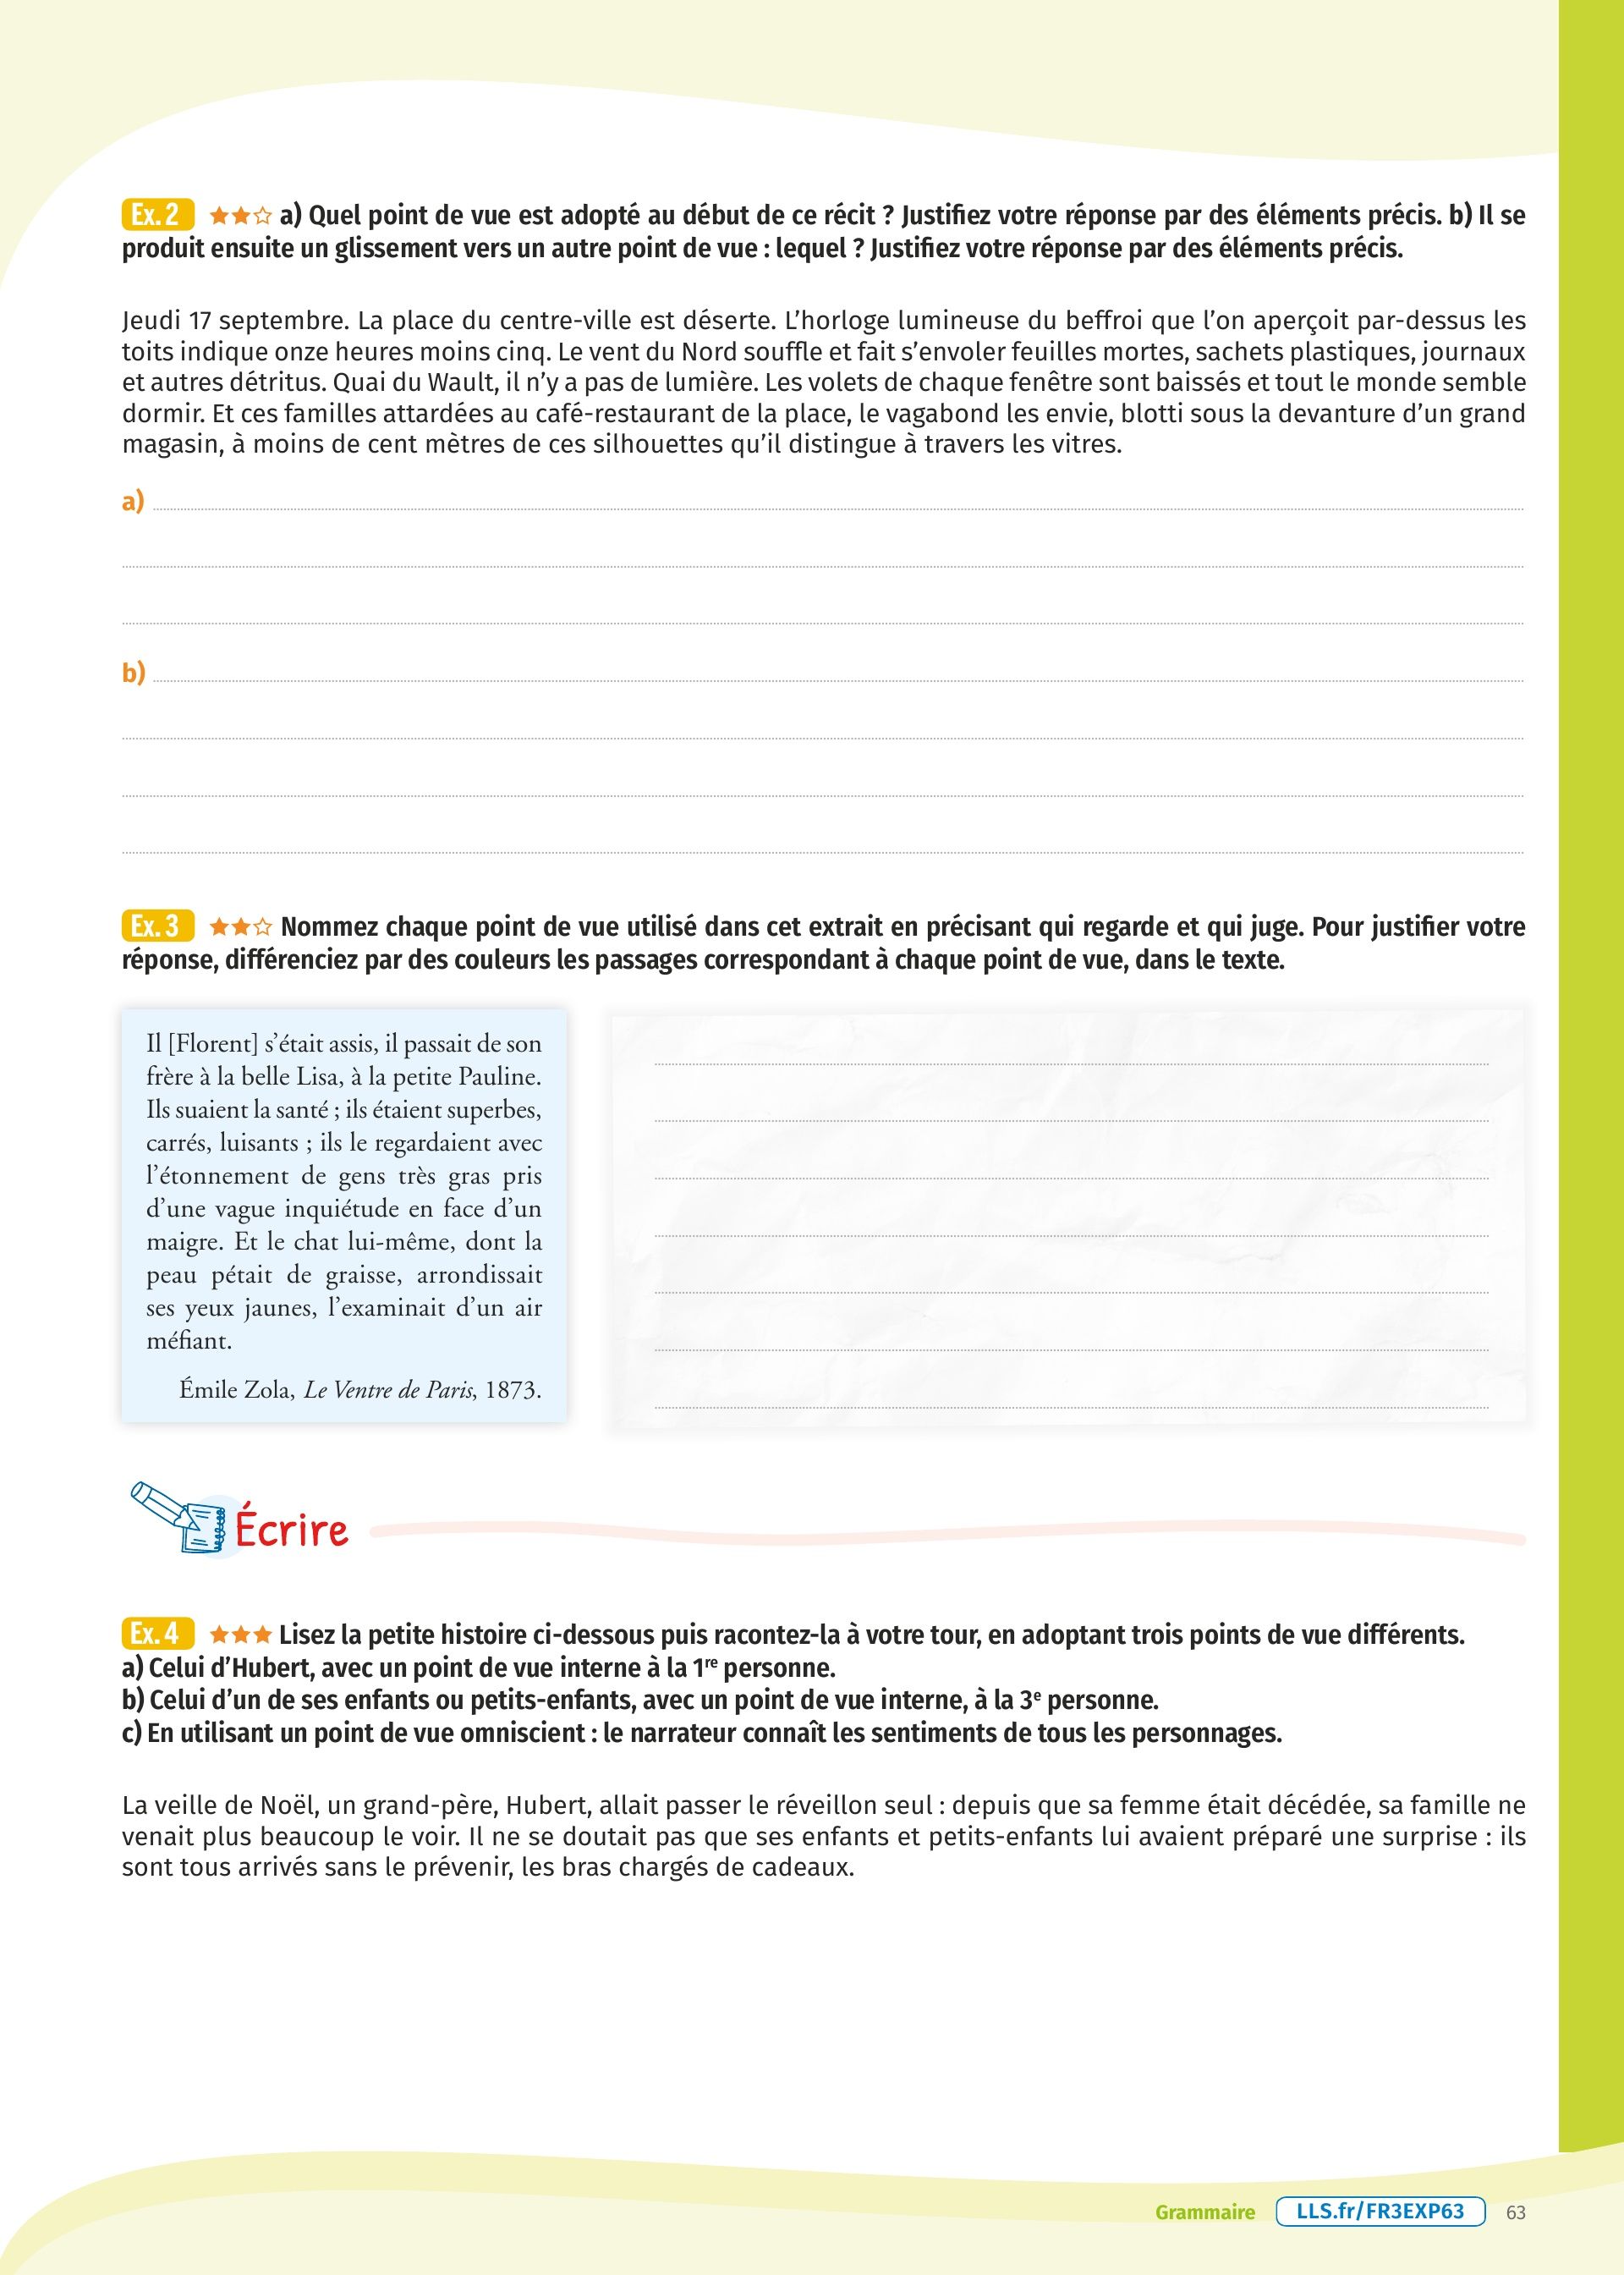 Ex. 2 ★★☆ a) Quel point de vue est adopté au début de ce récit ? Justifiez votre réponse par des éléments précis. b) Il se
produit ensuite un glissement vers un autre point de vue : lequel ? Justifiez votre réponse par des éléments précis.
Jeudi 17 septembre. La place du centre-ville est déserte. L’horloge lumineuse du beffroi que l’on aperçoit par-dessus les
toits indique onze heures moins cinq. Le vent du Nord souffle et fait s’envoler feuilles mortes, sachets plastiques, journaux
et autres détritus. Quai du Wault, il n’y a pas de lumière. Les volets de chaque fenêtre sont baissés et tout le monde semble
dormir. Et ces familles attardées au café-restaurant de la place, le vagabond les envie, blotti sous la devanture d’un grand
magasin, à moins de cent mètres de ces silhouettes qu’il distingue à travers les vitres.
a)
b)
Ex. 3 ★★☆ Nommez chaque point de vue utilisé dans cet extrait en précisant qui regarde et qui juge. Pour justifier votre
réponse, différenciez par des couleurs les passages correspondant à chaque point de vue, dans le texte.
Il [Florent] s’était assis, il passait de son
frère à la belle Lisa, à la petite Pauline.
Ils suaient la santé ; ils étaient superbes,
carrés, luisants ; ils le regardaient avec
l’étonnement de gens très gras pris
d’une vague inquiétude en face d’un
maigre. Et le chat lui-même, dont la
peau pétait de graisse, arrondissait
ses yeux jaunes, l’examinait d’un air
méfiant.
Émile Zola, Le Ventre de Paris, 1873.
Écrire
Ex. 4 ★★★ Lisez la petite histoire ci-dessous puis racontez-la à votre tour, en adoptant trois points de vue différents.
a) Celui d’Hubert, avec un point de vue interne à la 1re personne.
b) Celui d’un de ses enfants ou petits-enfants, avec un point de vue interne, à la 3e personne.
c) En utilisant un point de vue omniscient : le narrateur connaît les sentiments de tous les personnages.
La veille de Noël, un grand-père, Hubert, allait passer le réveillon seul : depuis que sa femme était décédée, sa famille ne
venait plus beaucoup le voir. Il ne se doutait pas que ses enfants et petits-enfants lui avaient préparé une surprise : ils
sont tous arrivés sans le prévenir, les bras chargés de cadeaux.
Grammaire LLS.fr/FR3EXP63 63